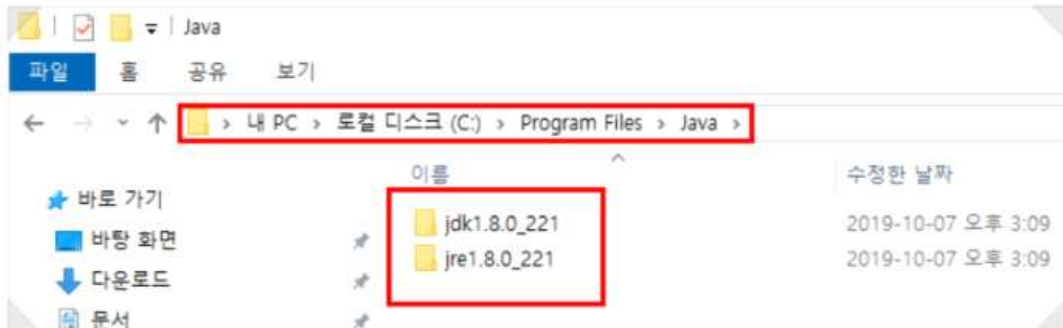 Java
파일 홈 공유 보기
내 PC > 로컬 디스크 (C:) > Program Files > Java >
이름 수정한 날짜
바로 가기
jdk1.8.0_221 2019-10-07 오후 3:09
바탕 화면
jre1.8.0_221 2019-10-07 오후 3:09
다운로드
문서